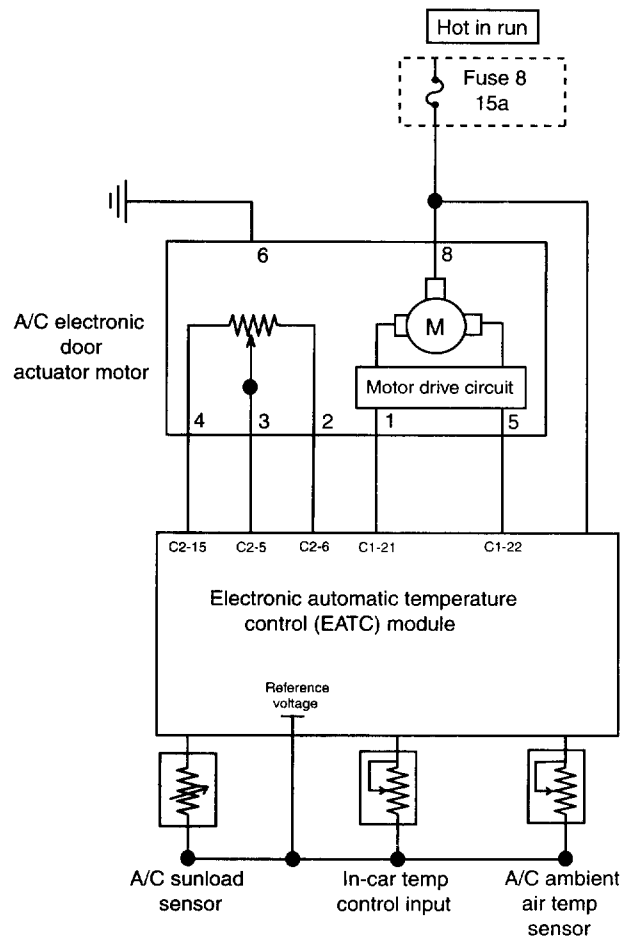 Hot in run
Fuse 8
15a
6
8
A/C electronic
door
actuator motor
M
Motor drive circuit
4
3
2
1
5
C2-15
C2-5
C2-6
C1-21
C1-22
Electronic automatic temperature
control (EATC) module
Reference
voltage
A/C sunload
sensor
In-car temp
control input
A/C ambient
air temp
sensor